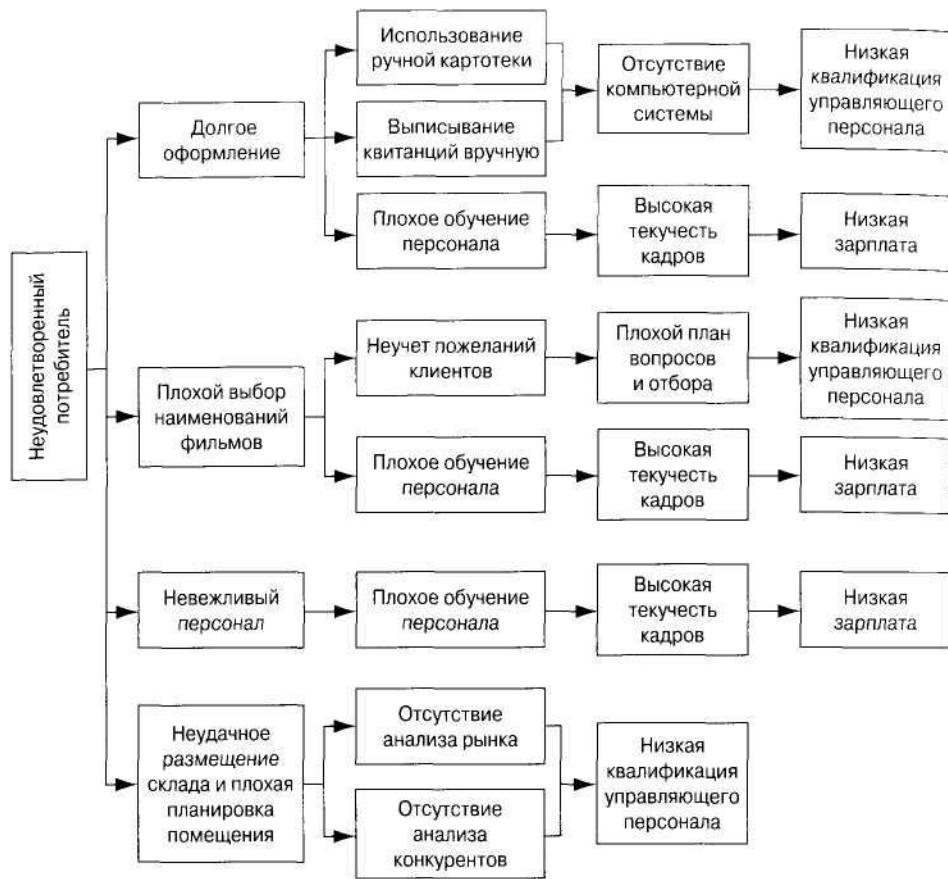 Неудовлетворенный
потребитель
Долгое
оформление
Использование
ручной картотеки
Выписывание
квитанций вручную
Отсутствие
компьютерной
системы
Низкая
квалификация
управляющего
персонала
Плохое обучение
персонала
Высокая
текучесть
кадров
Низкая
зарплата
Плохой выбор
наименований
фильмов
Неучет пожеланий
клиентов
Плохой план
вопросов
и отбора
Низкая
квалификация
управляющего
персонала
Плохое обучение
персонала
Высокая
текучесть
кадров
Низкая
зарплата
Невежливый
персонал
Плохое обучение
персонала
Высокая
текучесть
кадров
Низкая
зарплата
Неудачное
размещение
склада и плохая
планировка
помещения
Отсутствие
анализа рынка
Отсутствие
анализа
конкурентов
Низкая
квалификация
управляющего
персонала